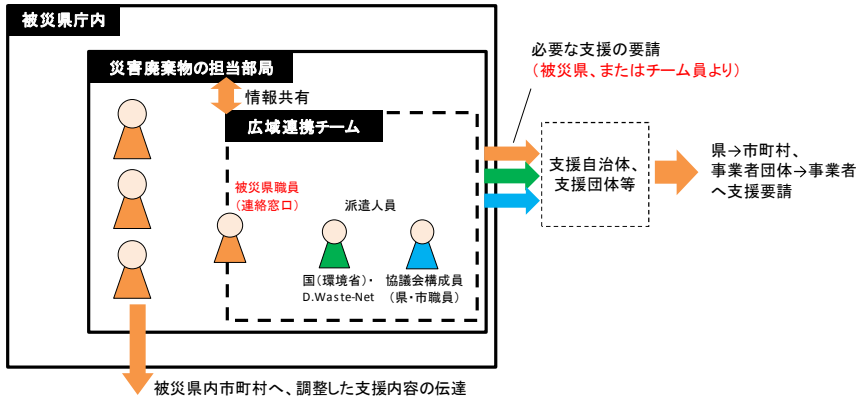 被災県庁内
災害廃棄物の担当部局
情報共有
広域連携チーム
被災県職員
(連絡窓口)
派遣人員
国(環境省)・
D.Waste-Net
協議会構成員
(県・市職員)
必要な支援の要請
(被災県、またはチーム員より)
支援自治体、
支援団体等
県→市町村、
事業者団体→事業者
へ支援要請
被災県内市町村へ、調整した支援内容の伝達